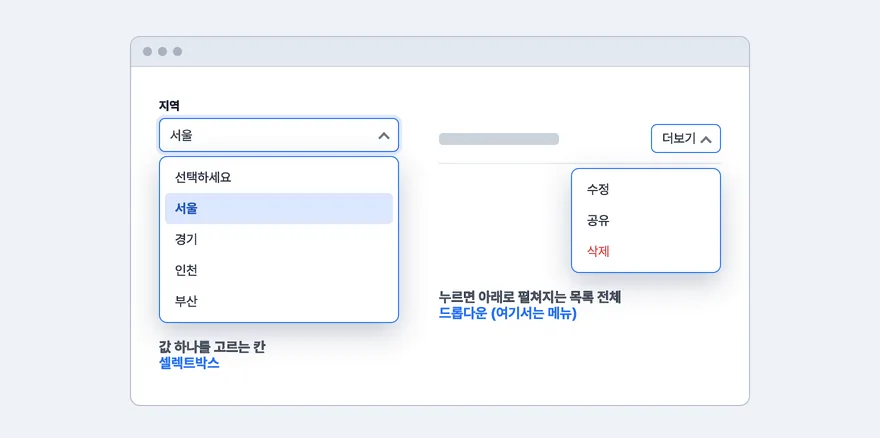 지역
서울
선택하세요
서울
경기
인천
부산
값 하나를 고르는 칸
셀렉트박스
더보기
수정
공유
삭제
누르면 아래로 펼쳐지는 목록 전체
드롭다운 (여기서는 메뉴)